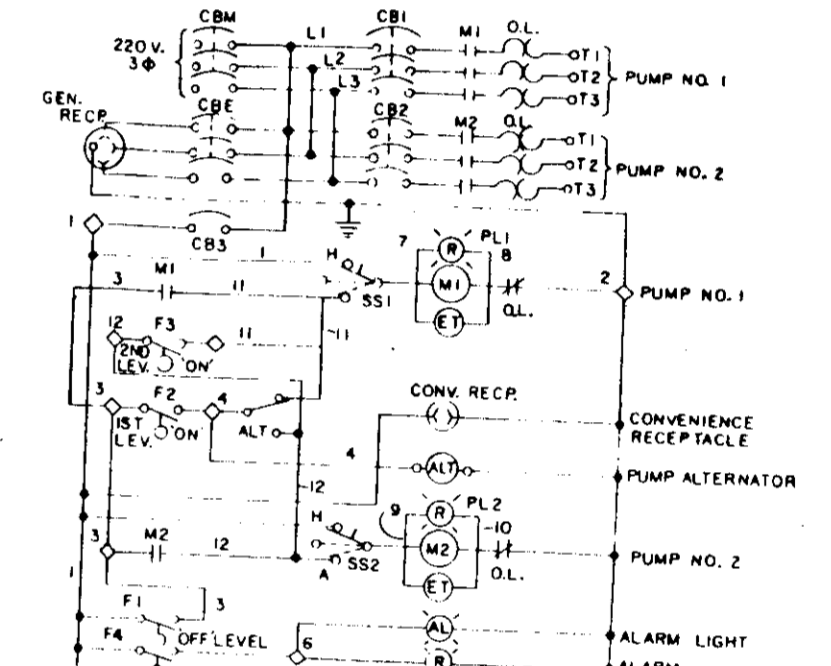 CBM
CB1
L1
M1
O.L.
220 V.
3Φ
L2
L3
T1
T2
T3
PUMP NO. 1
GEN.
RECP.
CBE
CB2
M2
O.L.
T1
T2
T3
PUMP NO. 2
1
CB3
1
H
7
R
PL1
8
3
M1
11
SS1
M1
O.L.
2
PUMP NO. 1
ET
12
F3
11
11
2ND
LEV.
ON
3
F2
4
1ST
LEV.
ON
ALT
CONV. RECP.
CONVENIENCE
RECEPTACLE
4
ALT
PUMP ALTERNATOR
12
9
R
PL2
H
10
3
M2
12
SS2
A
M2
O.L.
PUMP NO. 2
1
ET
F1
3
OFF LEVEL
AL
ALARM LIGHT
F4
6
R
ALARM